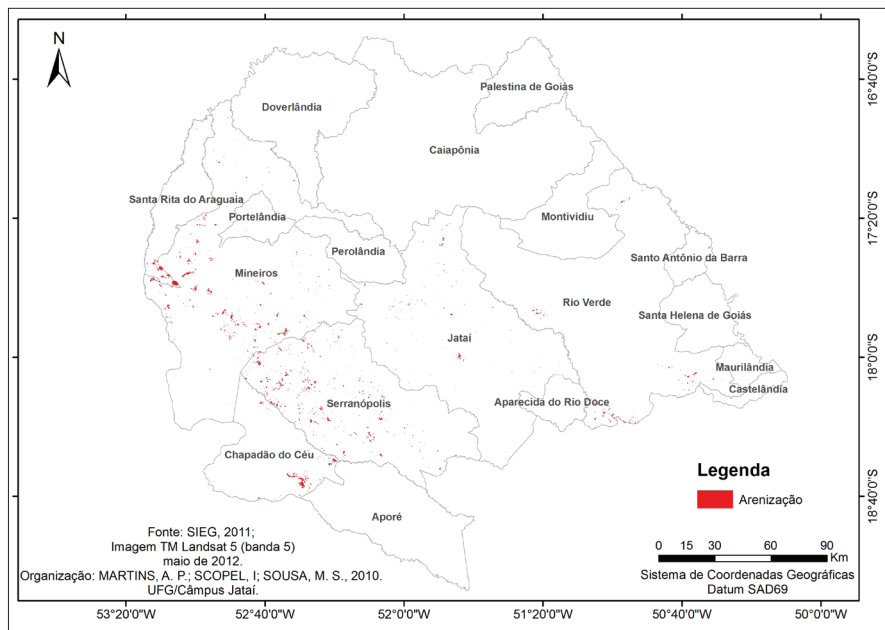 N
Palestina de Goiás
Doverlândia
Caiapônia
Santa Rita do Araguaia
Portelândia
Montividiu
Perolândia
Santo Antônio da Barra
Mineiros
Rio Verde
Santa Helena de Goiás
Jataí
Maurilândia
Castelândia
Serranópolis
Aparecida do Rio Doce
Chapadão do Céu
Aporé
16°40'0"S
17°20'0"S
18°0'0"S
18°40'0"S
Legenda
Arenização
0 15 30 60 90
Km
Sistema de Coordenadas Geográficas
Datum SAD69
Fonte: SIEG, 2011;
Imagem TM Landsat 5 (banda 5)
maio de 2012.
Organização: MARTINS, A. P.; SCOPEL, I; SOUSA, M. S., 2010.
UFG/Câmpus Jataí.
53°20'0"W 52°40'0"W 52°0'0"W 51°20'0"W 50°40'0"W 50°0'0"W